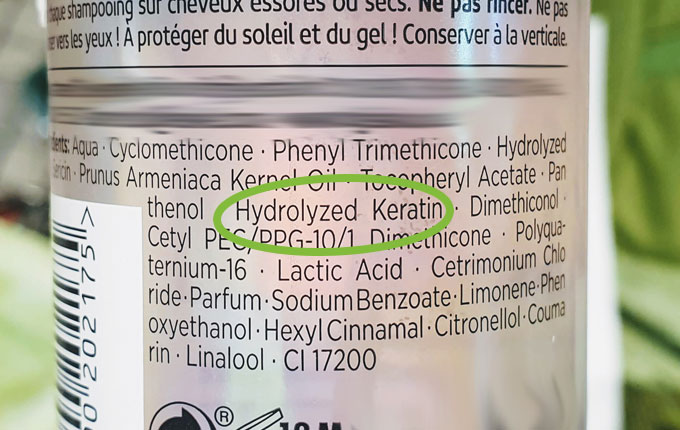 shampooing sur cheveux essorés ou secs. Ne pas rincer. Ne pas
vers les yeux ! À protéger du soleil et du gel ! Conserver à la verticale.
Aqua · Cyclomethicone · Phenyl Trimethicone · Hydrolyzed
Prunus Armeniaca Kernel Oil · Tocopheryl Acetate · Pan
thenol · Hydrolyzed Keratin · Dimethiconol ·
Cetyl PEG/PPG-10/1 Dimethicone · Polyqua-
ternium-16 · Lactic Acid · Cetrimonium Chlo
ride · Parfum · Sodium Benzoate · Limonene · Phen
oxyethanol · Hexyl Cinnamal · Citronellol · Couma
rin · Linalool · CI 17200
0202175>
®